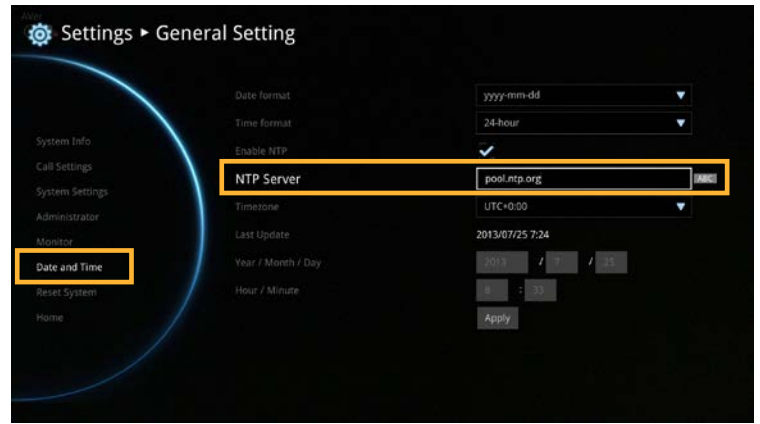 AVer
Settings ▸ General Setting
Date format yyyy-mm-dd
Time format 24-hour
System Info
Enable NTP
Call Settings
NTP Server pool.ntp.org ABC
System Settings
Timezone UTC+0:00
Administrator
Last Update 2013/07/25 7:24
Monitor
Year / Month / Day 2013 / 7 / 25
Date and Time
Hour / Minute 8 : 33
Reset System
Home
Apply